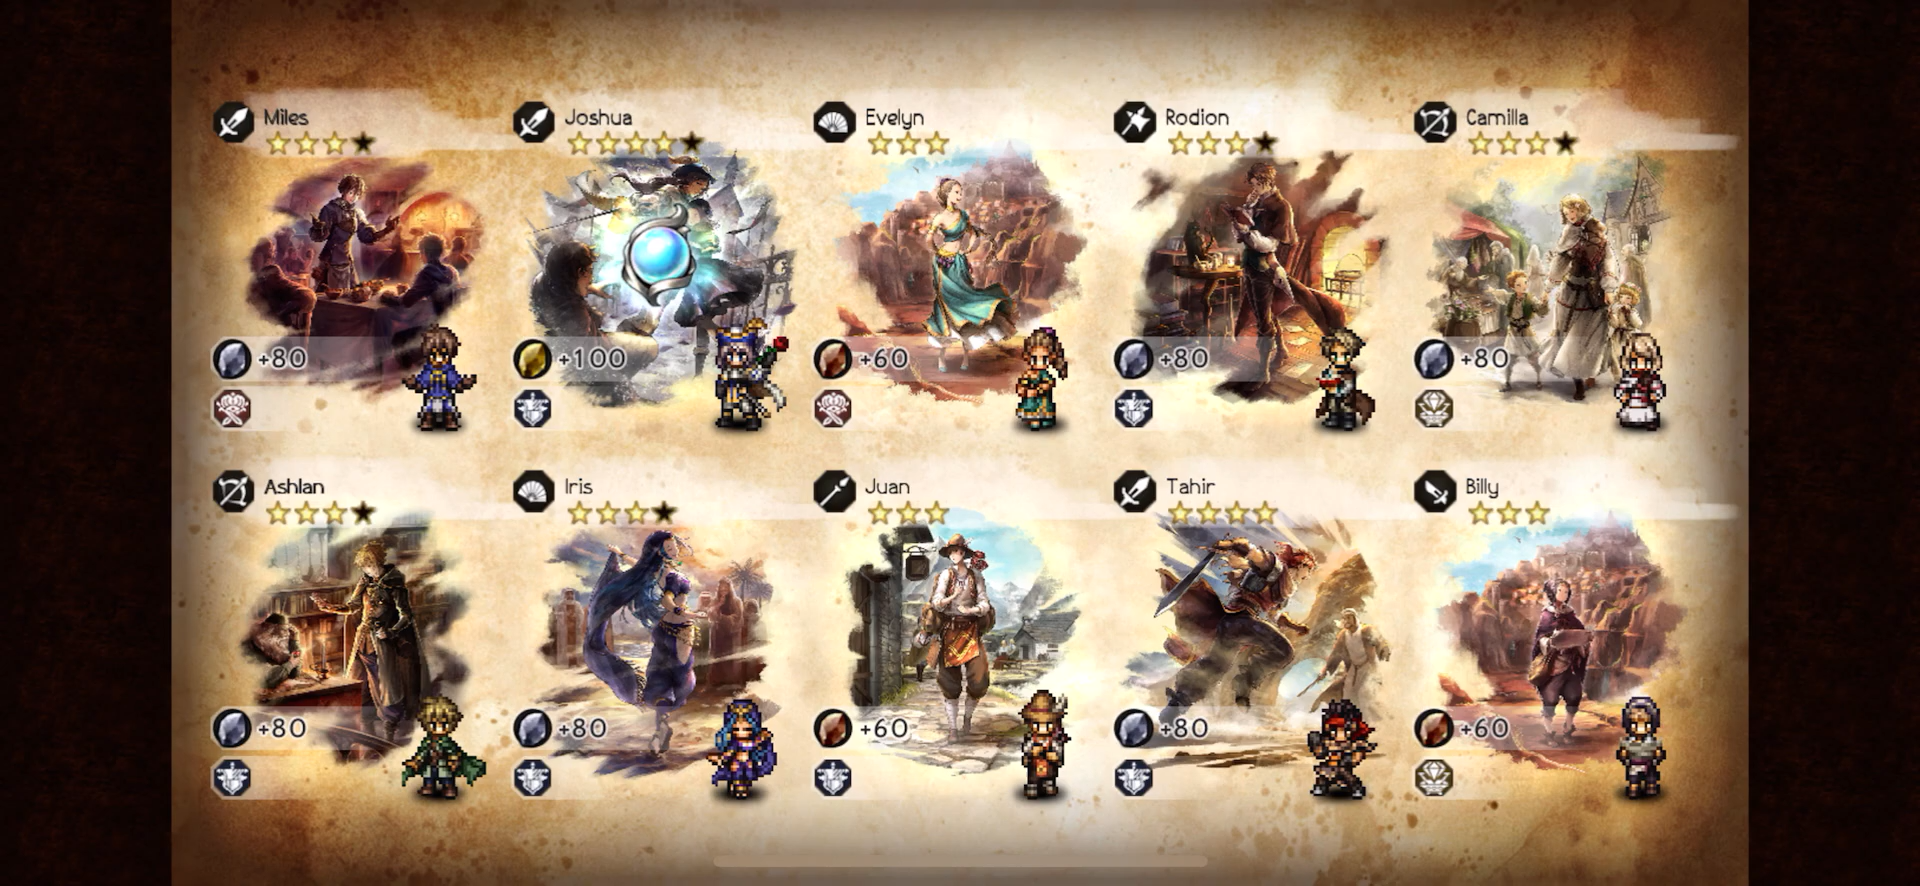 Miles
Joshua
Evelyn
Rodion
Camilla
+80
+100
+60
+80
+80
Ashlan
Iris
Juan
Tahir
Billy
+80
+80
+60
+80
+60